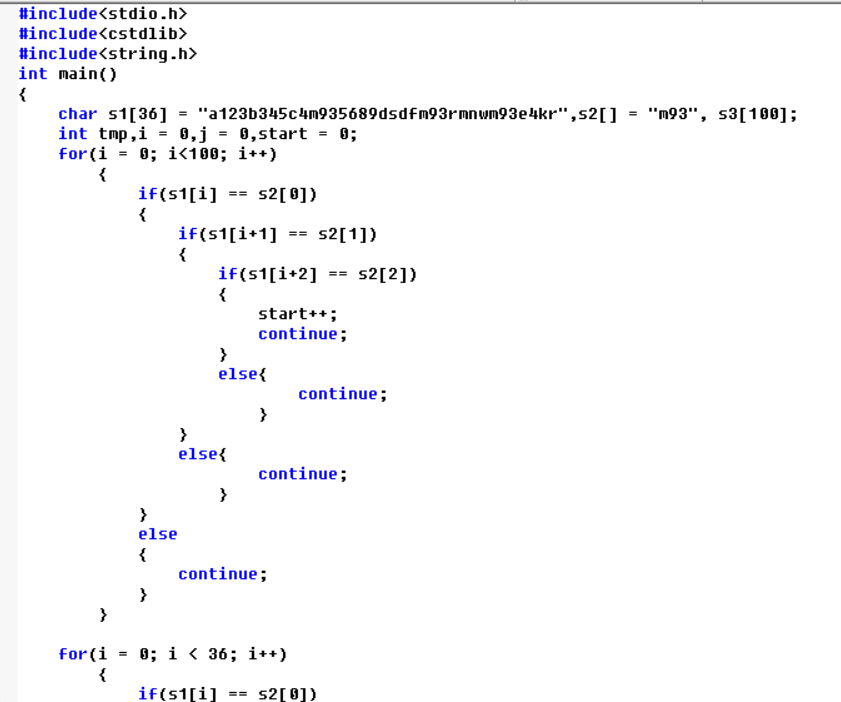 #include<stdio.h>
#include<cstdlib>
#include<string.h>
int main()
{
char s1[36] = "a123b345c4m935689dsdfm93rmnwm93e4kr",s2[] = "m93", s3[100];
int tmp,i = 0,j = 0,start = 0;
for(i = 0; i<100; i++)
{
if(s1[i] == s2[0])
{
if(s1[i+1] == s2[1])
{
if(s1[i+2] == s2[2])
{
start++;
continue;
}
else{
continue;
}
}
else{
continue;
}
}
else
{
continue;
}
}
for(i = 0; i < 36; i++)
{
if(s1[i] == s2[0])